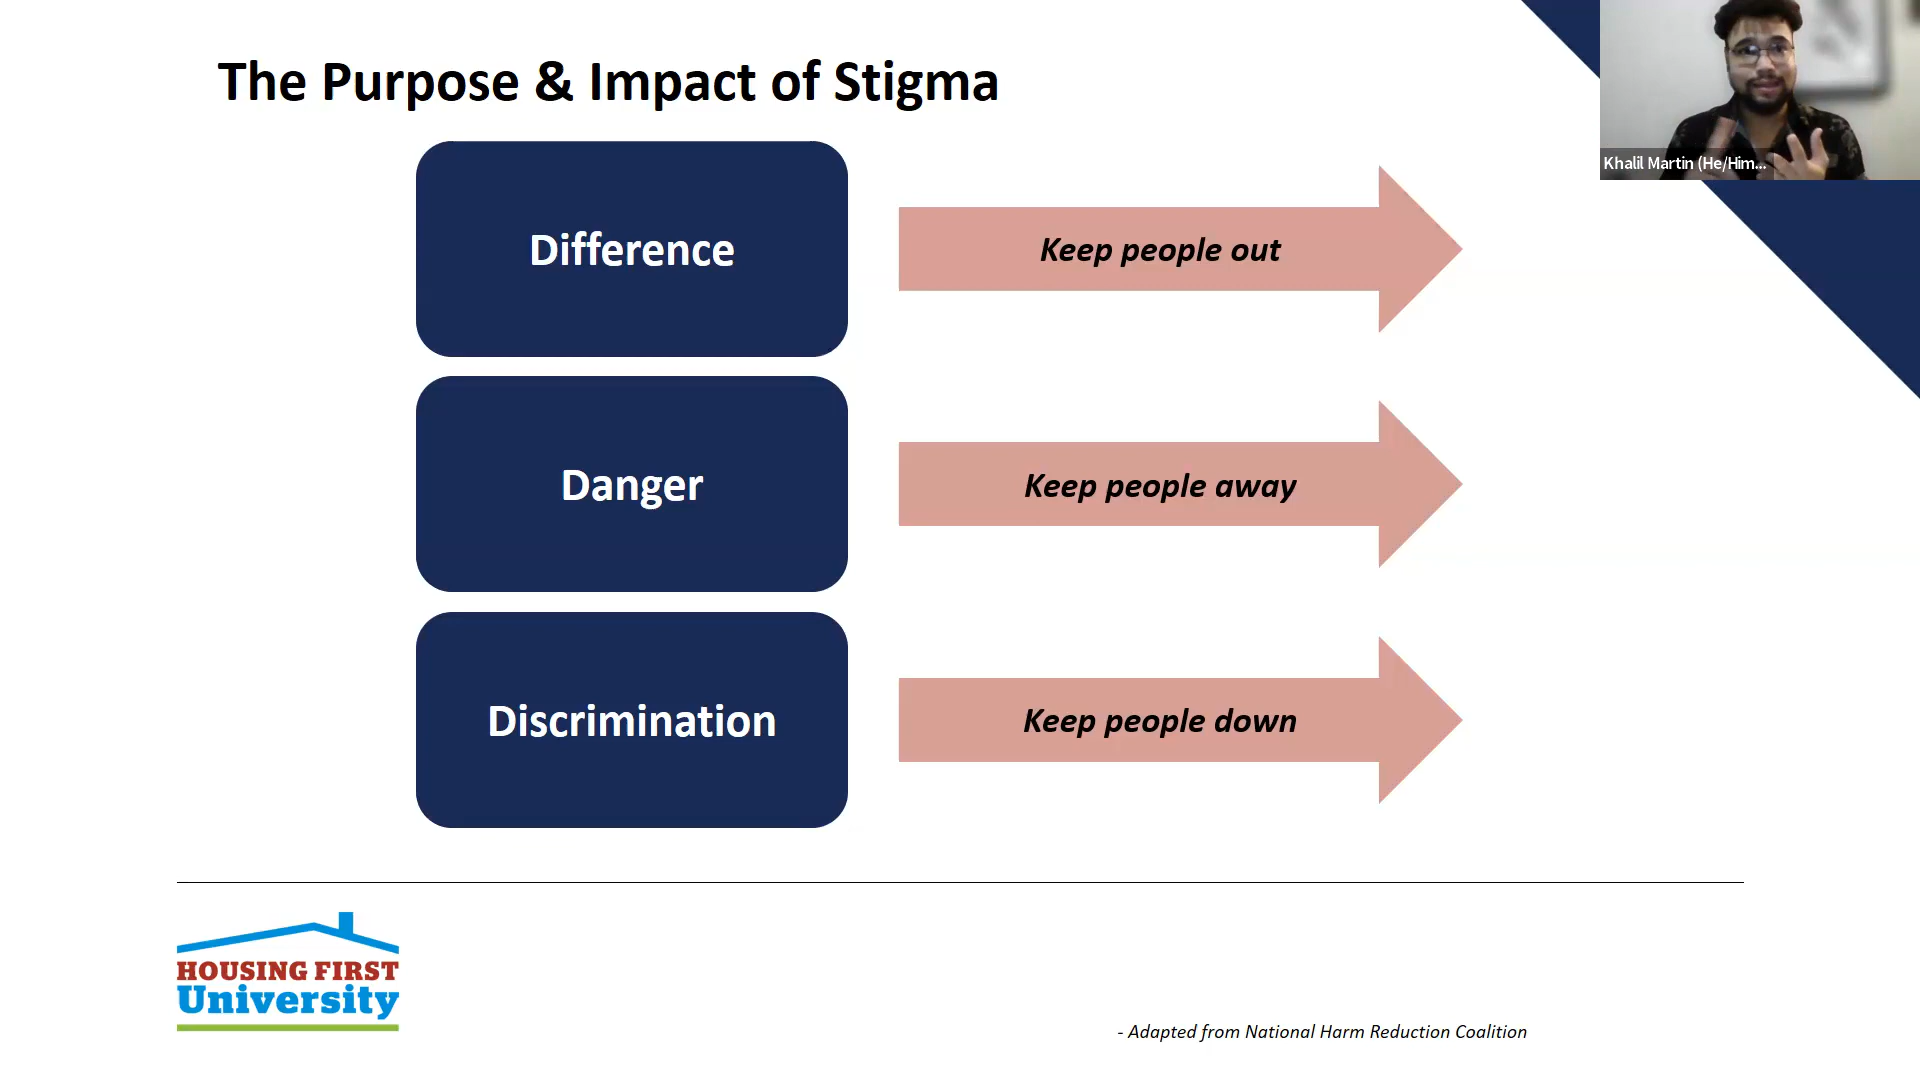 The Purpose & Impact of Stigma
Khalil Martin (He/Him...
Difference
Keep people out
Danger
Keep people away
Discrimination
Keep people down
HOUSING FIRST
University
- Adapted from National Harm Reduction Coalition